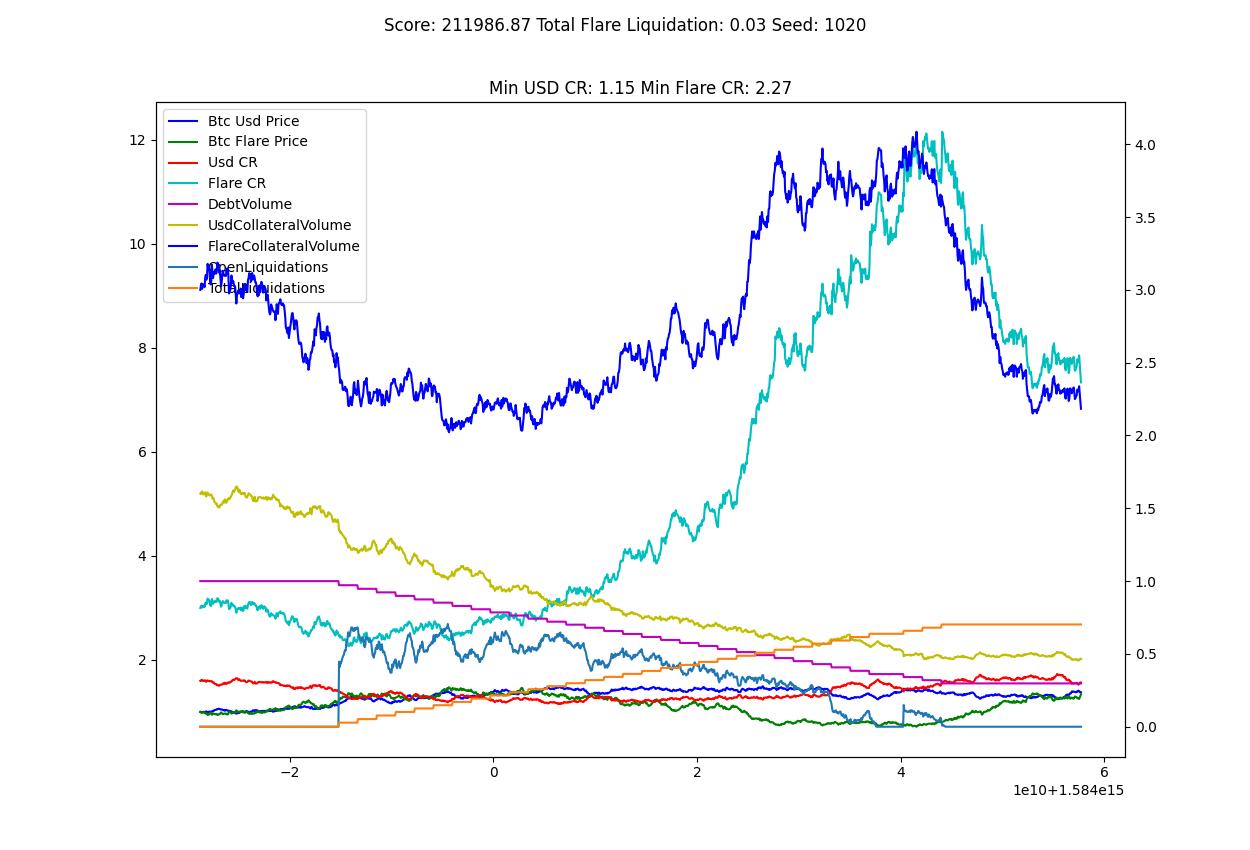 Score: 211986.87 Total Flare Liquidation: 0.03 Seed: 1020
Min USD CR: 1.15 Min Flare CR: 2.27
Btc Usd Price
Btc Flare Price
Usd CR
Flare CR
DebtVolume
UsdCollateralVolume
FlareCollateralVolume
OpenLiquidations
TotalLiquidations
12
10
8
6
4
2
4.0
3.5
3.0
2.5
2.0
1.5
1.0
0.5
0.0
−2
0
2
4
6
1e10+1.584e15